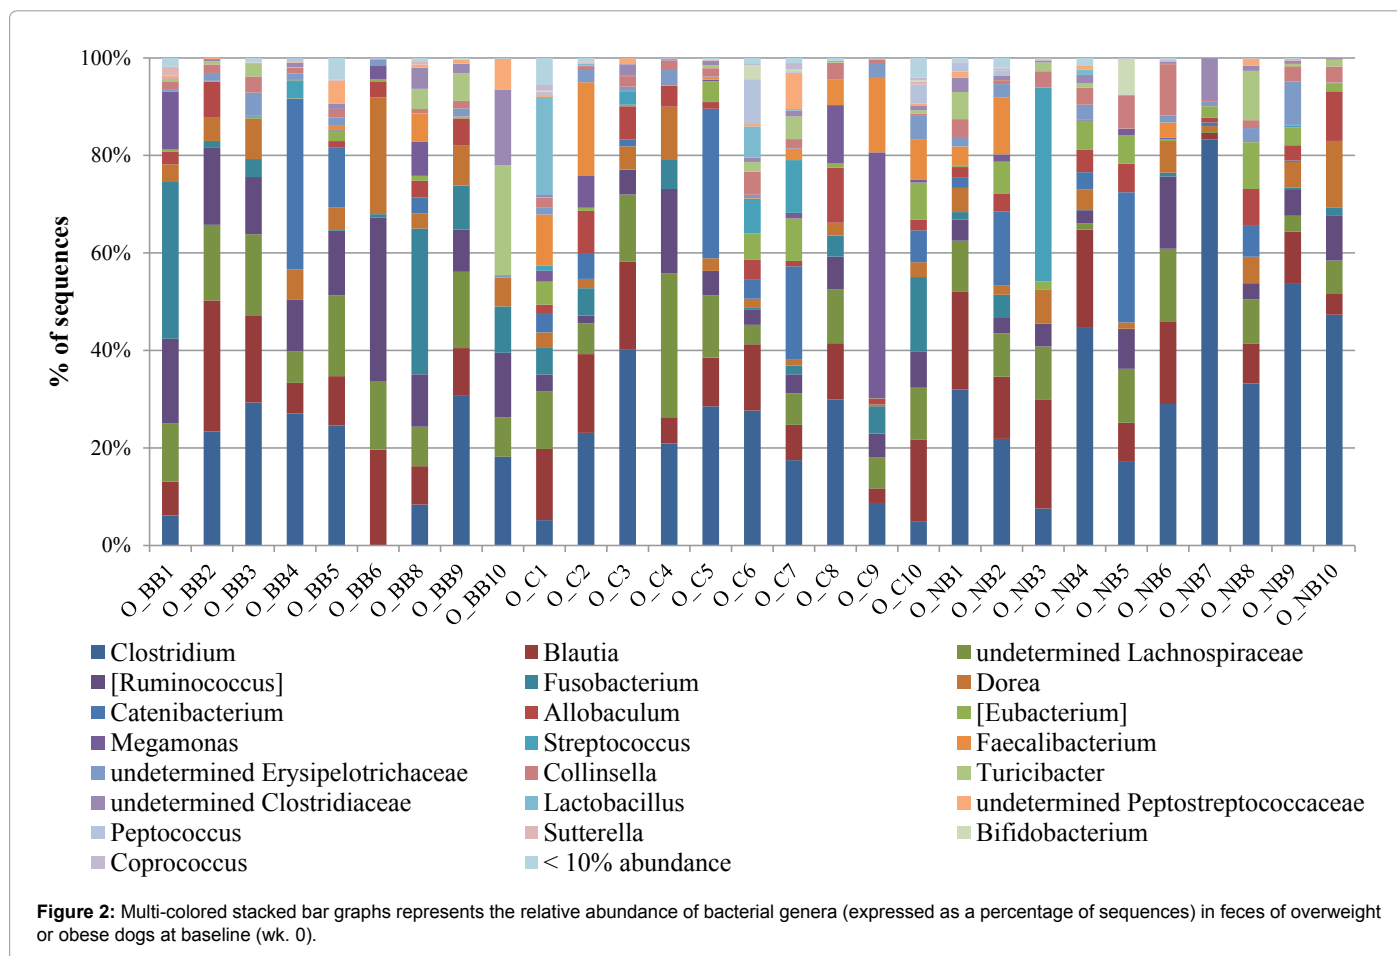 100%
80%
60%
40%
20%
0%
% of sequences
O_BB1
O_BB2
O_BB3
O_BB4
O_BB5
O_BB6
O_BB8
O_BB9
O_BB10
O_C1
O_C2
O_C3
O_C4
O_C5
O_C6
O_C7
O_C8
O_C9
O_C10
O_NB1
O_NB2
O_NB3
O_NB4
O_NB5
O_NB6
O_NB7
O_NB8
O_NB9
O_NB10
Clostridium Blautia undetermined Lachnospiraceae
[Ruminococcus] Fusobacterium Dorea
Catenibacterium Allobaculum [Eubacterium]
Megamonas Streptococcus Faecalibacterium
undetermined Erysipelotrichaceae Collinsella Turicibacter
undetermined Clostridiaceae Lactobacillus undetermined Peptostreptococcaceae
Peptococcus Sutterella Bifidobacterium
Coprococcus < 10% abundance
Figure 2: Multi-colored stacked bar graphs represents the relative abundance of bacterial genera (expressed as a percentage of sequences) in feces of overweight
or obese dogs at baseline (wk. 0).